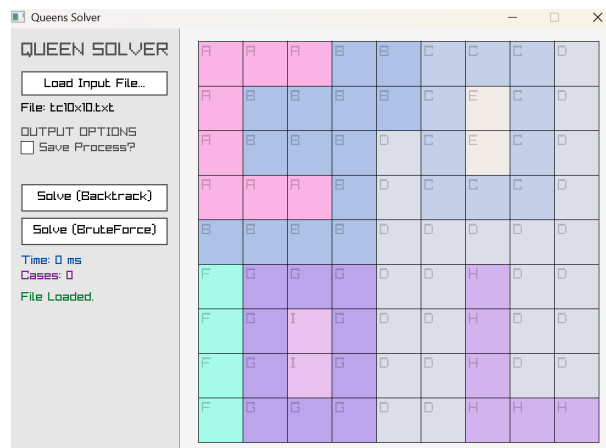 Queens Solver
QUEEN SOLVER
Load Input File...
File: tc10x10.txt
OUTPUT OPTIONS
Save Process?
Solve (Backtrack)
Solve (BruteForce)
Time: 0 ms
Cases: 0
File Loaded.
A A A B B C C C D
A B B B B C E C D
A B B B D C E C D
A A A B D C C C D
B B B B D D D D D
F G G G D D H D D
F G I G D D H D D
F G I G D D H D D
F G G G D D H H H